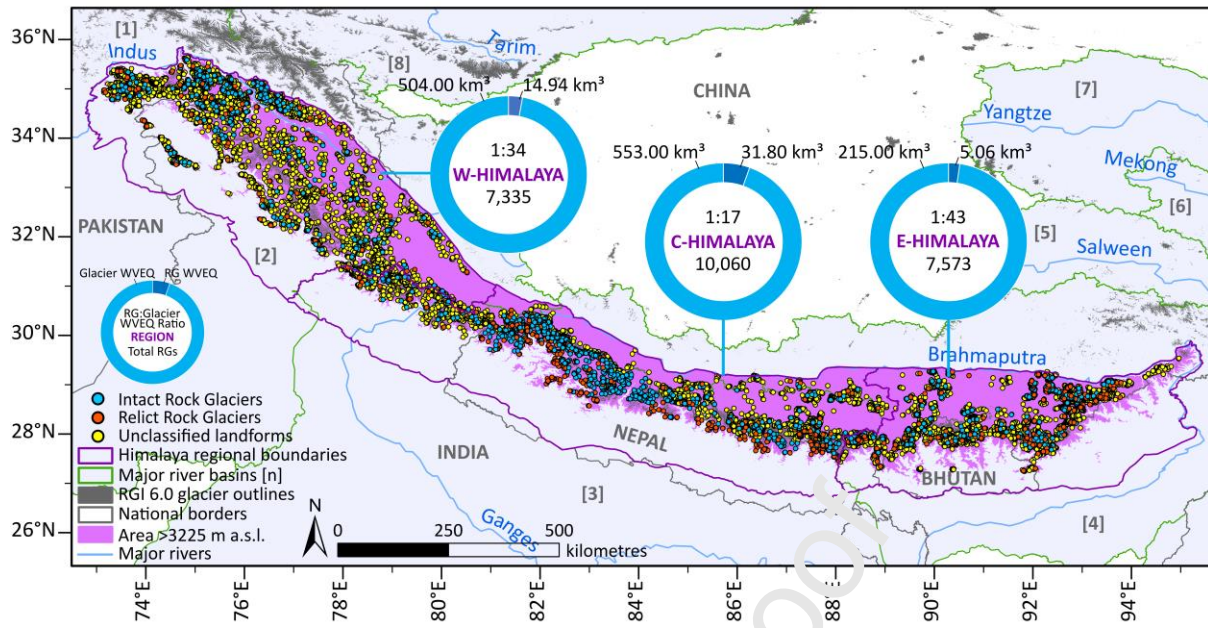 36°N
34°N
32°N
30°N
28°N
26°N
[1]
Indus
Tarim
[8]
504.00 km³
14.94 km³
1:34
W-HIMALAYA
7,335
CHINA
553.00 km³
31.80 km³
1:17
C-HIMALAYA
10,060
215.00 km³
5.06 km³
1:43
E-HIMALAYA
7,573
[7]
Yangtze
Mekong
[6]
[5]
Salween
PAKISTAN
[2]
Brahmaputra
NEPAL
INDIA
BHUTAN
[3]
Ganges
[4]
Glacier WVEQ
RG WVEQ
RG:Glacier
WVEQ Ratio
REGION
Total RGs
Intact Rock Glaciers
Relict Rock Glaciers
Unclassified landforms
Himalaya regional boundaries
Major river basins [n]
RGI 6.0 glacier outlines
National borders
Area >3225 m a.s.l.
Major rivers
N
0 250 500
kilometres
74°E
76°E
78°E
80°E
82°E
84°E
86°E
88°E
90°E
92°E
94°E